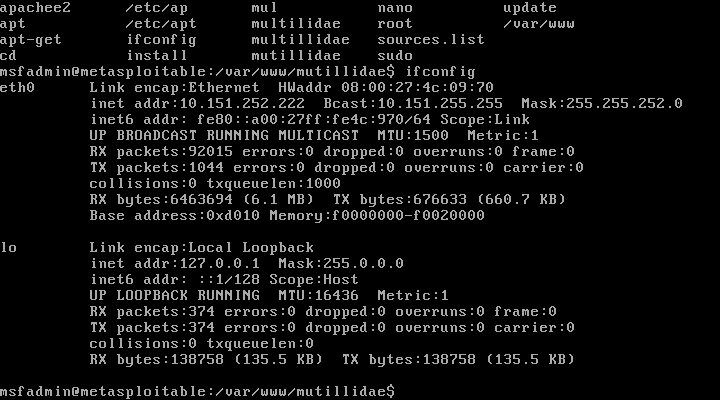 apachee2 /etc/ap mul nano update
apt /etc/apt multilidae root /var/www
apt-get ifconfig multillidae sources.list
cd install mutillidae sudo
msfadmin@metasploitable:/var/www/mutillidae$ ifconfig
eth0 Link encap:Ethernet HWaddr 08:00:27:4c:09:70
inet addr:10.151.252.222 Bcast:10.151.255.255 Mask:255.255.252.0
inet6 addr: fe80::a00:27ff:fe4c:970/64 Scope:Link
UP BROADCAST RUNNING MULTICAST MTU:1500 Metric:1
RX packets:92015 errors:0 dropped:0 overruns:0 frame:0
TX packets:1044 errors:0 dropped:0 overruns:0 carrier:0
collisions:0 txqueuelen:1000
RX bytes:6463694 (6.1 MB) TX bytes:676633 (660.7 KB)
Base address:0xd010 Memory:f0000000-f0020000
lo Link encap:Local Loopback
inet addr:127.0.0.1 Mask:255.0.0.0
inet6 addr: ::1/128 Scope:Host
UP LOOPBACK RUNNING MTU:16436 Metric:1
RX packets:374 errors:0 dropped:0 overruns:0 frame:0
TX packets:374 errors:0 dropped:0 overruns:0 carrier:0
collisions:0 txqueuelen:0
RX bytes:138758 (135.5 KB) TX bytes:138758 (135.5 KB)
msfadmin@metasploitable:/var/www/mutillidae$